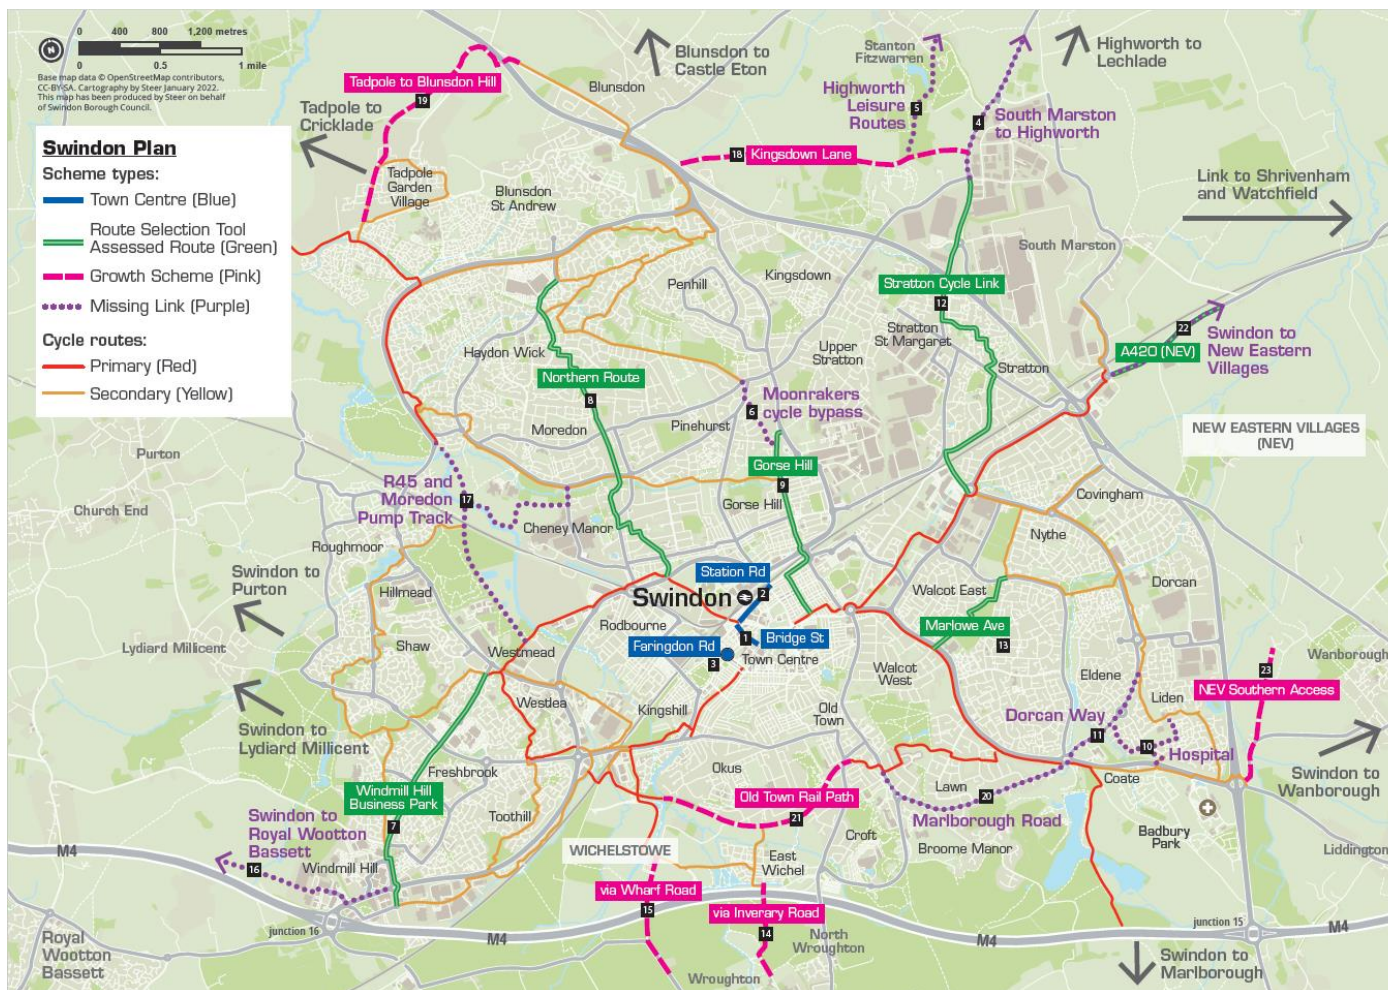 0 400 800 1,200 metres
0 0.5 1 mile
N
Base map data © OpenStreetMap contributors,
CC-BY-SA. Cartography by Steer January 2022.
This map has been produced by Steer on behalf
of Swindon Borough Council.
Swindon Plan
Scheme types:
Town Centre (Blue)
Route Selection Tool
Assessed Route (Green)
Growth Scheme (Pink)
Missing Link (Purple)
Cycle routes:
Primary (Red)
Secondary (Yellow)
Tadpole to Blunsdon Hill
19
Tadpole to
Cricklade
Blunsdon to
Castle Eton
Blunsdon
Stanton
Fitzwarren
Highworth
Leisure
Routes
5
4
South Marston
to Highworth
Highworth to
Lechlade
18
Kingsdown Lane
Tadpole
Garden
Village
Blunsdon
St Andrew
Link to Shrivenham
and Watchfield
South Marston
Penhill
Kingsdown
Stratton Cycle Link
12
Stratton
St Margaret
Upper
Stratton
Stratton
22
A420 (NEV)
Swindon to
New Eastern
Villages
Haydon Wick
Northern Route
8
Moonrakers
cycle bypass
6
Moredon
Pinehurst
NEW EASTERN VILLAGES
(NEV)
Purton
Church End
R45 and
Moredon
Pump Track
17
Gorse Hill
9
Gorse Hill
Cheney Manor
Covingham
Nythe
Roughmoor
Swindon to
Purton
Hillmead
Station Rd
2
Swindon
Walcot East
Dorcan
Rodbourne
Faringdon Rd
3
1
Bridge St
Town Centre
Marlowe Ave
13
Lydiard Millicent
Shaw
Westmead
Walcot
West
Eldene
Liden
Wanborough
23
NEV Southern Access
Swindon to
Lydiard Millicent
Westlea
Kingshill
Old
Town
Dorcan Way
11
10
Hospital
Swindon to
Wanborough
Freshbrook
Okus
Lawn
Coate
Windmill Hill
Business Park
7
Old Town Rail Path
21
20
Marlborough Road
Swindon to
Royal Wootton
Bassett
16
Toothill
Croft
Broome Manor
Badbury
Park
Liddington
M4
WICHELSTOWE
East
Wichel
Windmill Hill
via Wharf Road
15
via Inverary Road
14
junction 16
M4
North
Wroughton
M4
junction 15
M4
Royal
Wootton
Bassett
Wroughton
Swindon to
Marlborough